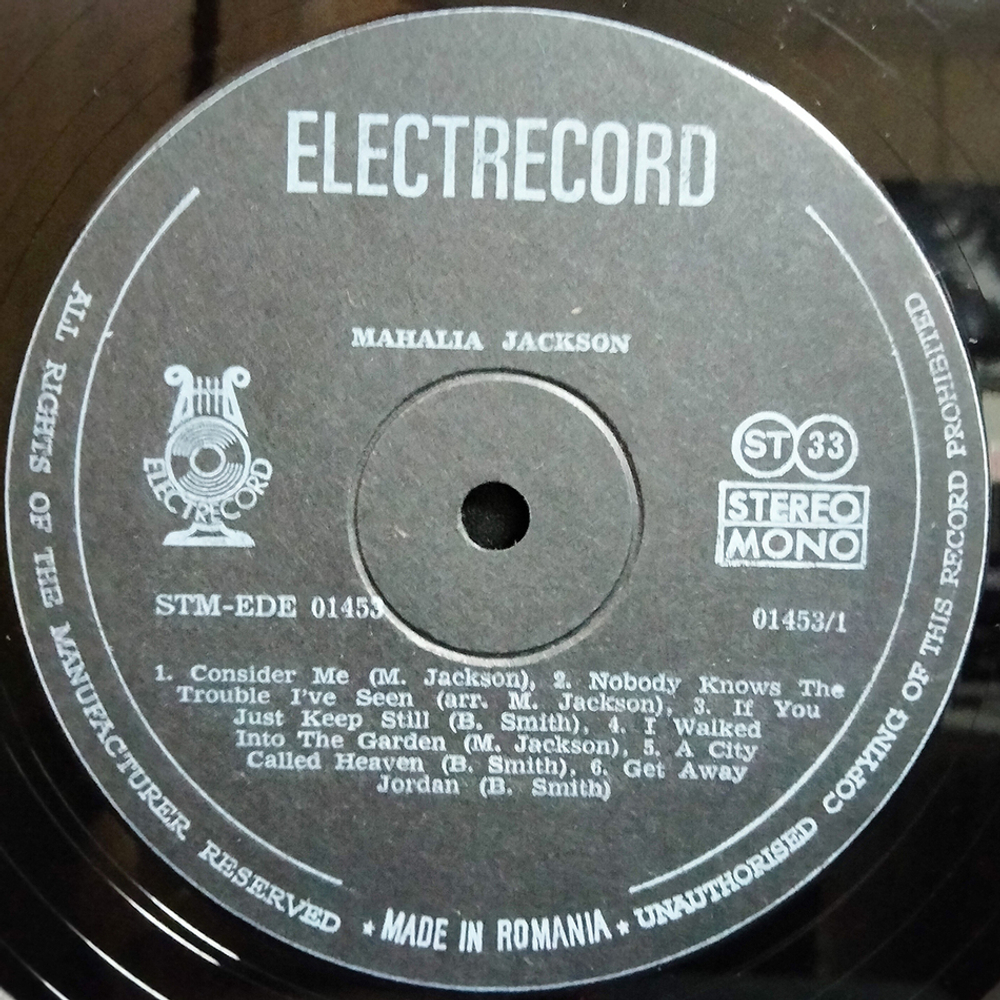 ELECTRECORD
MAHALIA JACKSON
ELECTRECORD
ST 33
STEREO
MONO
STM-EDE 01453
01453/1
1. Consider Me (M. Jackson), 2. Nobody Knows The
Trouble I've Seen (arr. M. Jackson), 3. If You
Just Keep Still (B. Smith), 4. I Walked
Into The Garden (M. Jackson), 5. A City
Called Heaven (B. Smith), 6. Get Away
Jordan (B. Smith)
ALL RIGHTS OF THE MANUFACTURER RESERVED ★ MADE IN ROMANIA ★ UNAUTHORISED COPYING OF THIS RECORD PROHIBITED